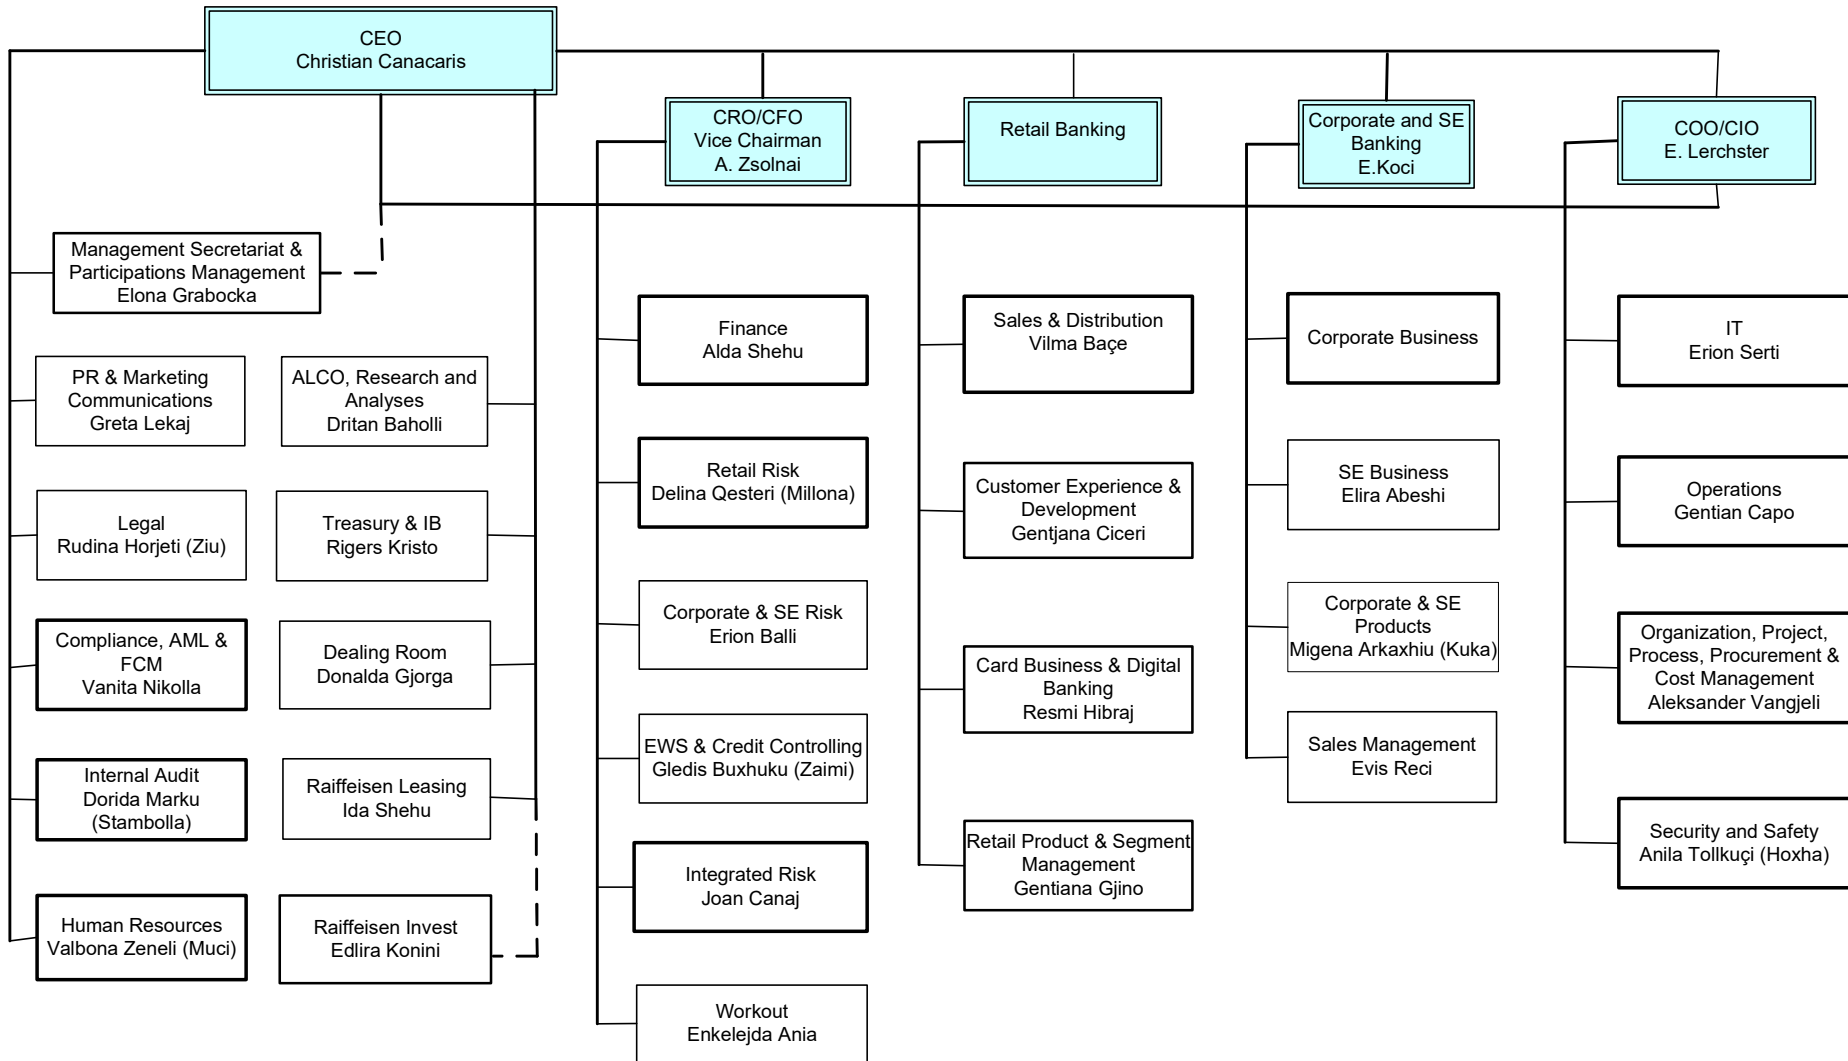 CEO
Christian Canacaris
CRO/CFO
Vice Chairman
A. Zsolnai
Retail Banking
Corporate and SE
Banking
E.Koci
COO/CIO
E. Lerchster
Management Secretariat &
Participations Management
Elona Grabocka
PR & Marketing
Communications
Greta Lekaj
Legal
Rudina Horjeti (Ziu)
Compliance, AML &
FCM
Vanita Nikolla
Internal Audit
Dorida Marku
(Stambolla)
Human Resources
Valbona Zeneli (Muci)
ALCO, Research and
Analyses
Dritan Baholli
Treasury & IB
Rigers Kristo
Dealing Room
Donalda Gjorga
Raiffeisen Leasing
Ida Shehu
Raiffeisen Invest
Edlira Konini
Finance
Alda Shehu
Retail Risk
Delina Qesteri (Millona)
Corporate & SE Risk
Erion Balli
EWS & Credit Controlling
Gledis Buxhuku (Zaimi)
Integrated Risk
Joan Canaj
Workout
Enkelejda Ania
Sales & Distribution
Vilma Baçe
Customer Experience &
Development
Gentjana Ciceri
Card Business & Digital
Banking
Resmi Hibraj
Retail Product & Segment
Management
Gentiana Gjino
Corporate Business
SE Business
Elira Abeshi
Corporate & SE
Products
Migena Arkaxhiu (Kuka)
Sales Management
Evis Reci
IT
Erion Serti
Operations
Gentian Capo
Organization, Project,
Process, Procurement &
Cost Management
Aleksander Vangjeli
Security and Safety
Anila Tollkuçi (Hoxha)